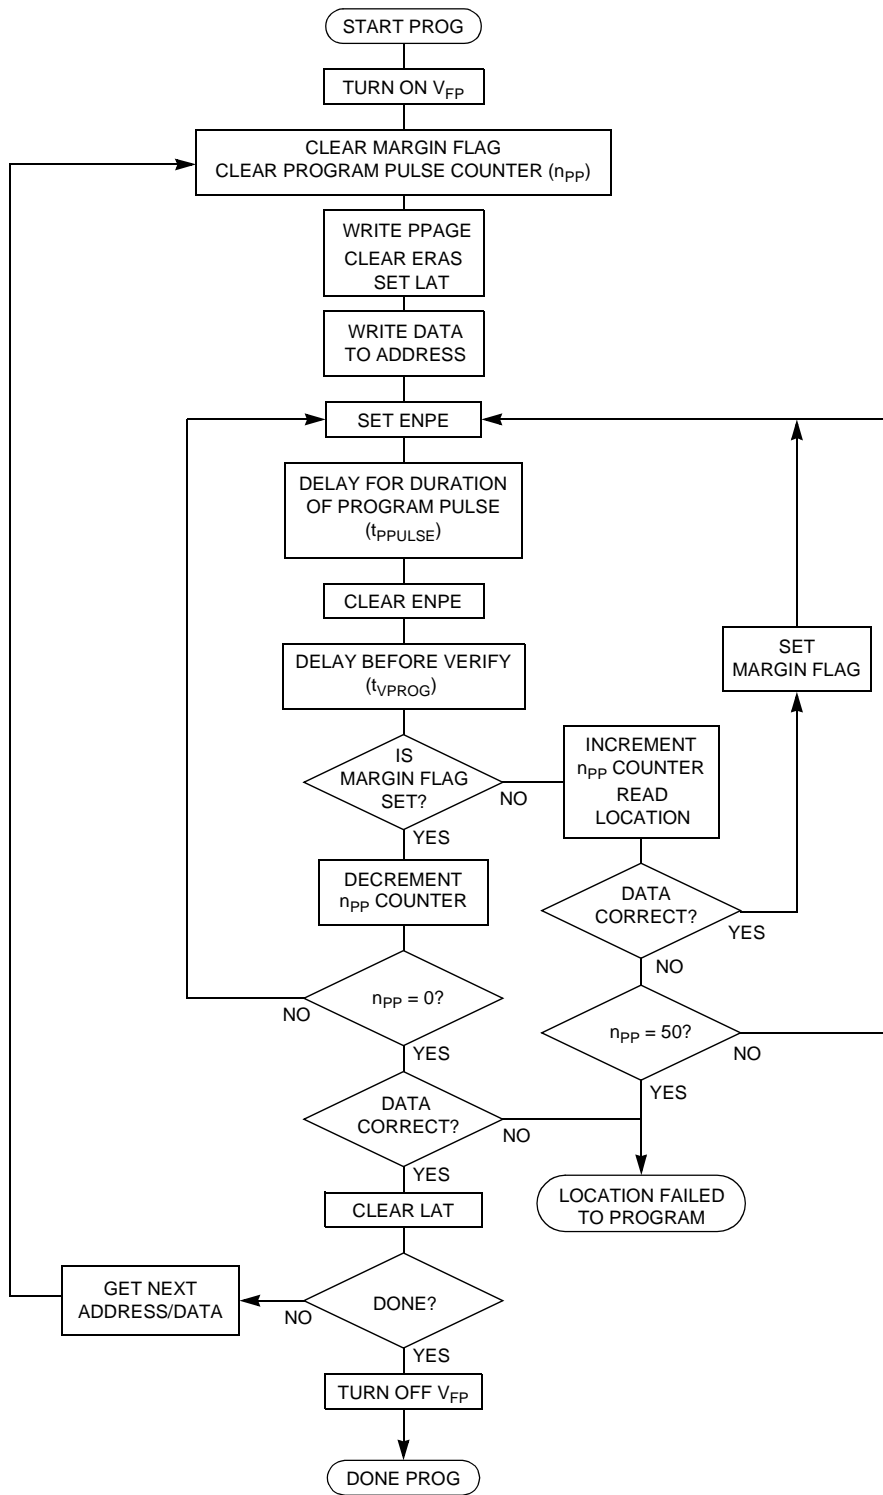 START PROG
TURN ON VFP
CLEAR MARGIN FLAG
CLEAR PROGRAM PULSE COUNTER (nPP)
WRITE PPAGE
CLEAR ERAS
SET LAT
WRITE DATA
TO ADDRESS
SET ENPE
DELAY FOR DURATION
OF PROGRAM PULSE
(tPPULSE)
CLEAR ENPE
DELAY BEFORE VERIFY
(tVPROG)
SET
MARGIN FLAG
IS
MARGIN FLAG
SET?
NO
YES
INCREMENT
nPP COUNTER
READ
LOCATION
DECREMENT
nPP COUNTER
DATA
CORRECT?
YES
NO
nPP = 0?
NO
YES
nPP = 50?
NO
YES
DATA
CORRECT?
NO
YES
LOCATION FAILED
TO PROGRAM
CLEAR LAT
GET NEXT
ADDRESS/DATA
NO
DONE?
YES
TURN OFF VFP
DONE PROG